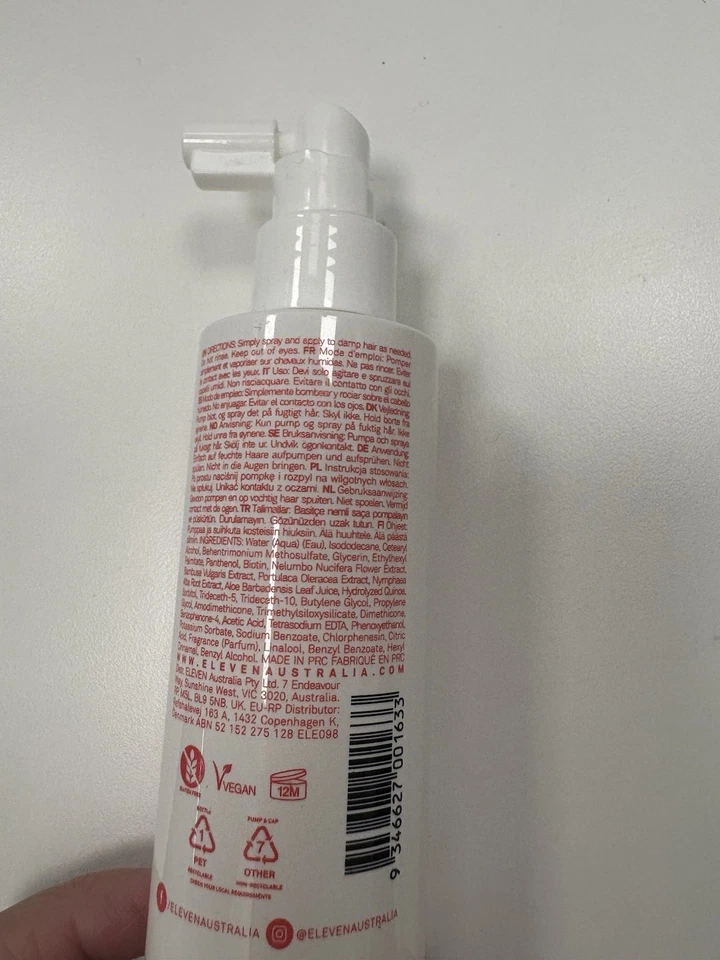 DIRECTIONS: Simply spray and apply to damp hair as needed.
Do not rinse. Keep out of eyes. FR Mode d'emploi: Pomper
simplement et vaporiser sur cheveux humides. Ne pas rincer. Éviter
le contact avec les yeux. IT Uso: Devi solo agitare e spruzzare sui
capelli umidi. Non risciacquare. Evitare il contatto con gli occhi.
ES Modo de empleo: Simplemente bombear y rociar sobre el cabello
húmedo. No enjuagar. Evitar el contacto con los ojos. DK Vejledning:
Pump blot, og spray det på fugtigt hår. Skyl ikke. Hold borte fra
øynene. NO Anvisning: Kun pump og spray på fuktig hår. Ikke
skyll. Hold unna fra øynene. SE Bruksanvisning: Pumpa och spraya
på fuktigt hår. Skölj inte ur. Undvik ögonkontakt. DE Anwendung:
Einfach auf feuchte Haare aufpumpen und aufsprühen. Nicht
spülen. Nicht in die Augen bringen. PL Instrukcja stosowania:
Po prostu naciśnij pompkę i rozpyl na wilgotnych włosach.
Nie spłukuj. Unikać kontaktu z oczami. NL Gebruiksaanwijzing:
Gewoon pompen en op vochtig haar spuiten. Niet spoelen. Vermijd
contact met de ogen. TR Talimatlar: Basitçe nemli saça pompalayın
ve püskürtün. Durulamayın. Gözünüzden uzak tutun. FI Ohjeet:
Pumppaa ja suihkuta kosteisiin hiuksiin. Älä huuhtele. Älä päästä
silmiin. INGREDIENTS: Water (Aqua) (Eau), Isododecane, Cetearyl
Alcohol, Behentrimonium Methosulfate, Glycerin, Ethylhexyl
Palmitate, Panthenol, Biotin, Nelumbo Nucifera Flower Extract,
Bambusa Vulgaris Extract, Portulaca Oleracea Extract, Nymphaea
Alba Root Extract, Aloe Barbadensis Leaf Juice, Hydrolyzed Quinoa,
Sorbitol, Trideceth-5, Trideceth-10, Butylene Glycol, Propylene
Glycol, Amodimethicone, Trimethylsiloxysilicate, Dimethicone,
Benzophenone-4, Acetic Acid, Tetrasodium EDTA, Phenoxyethanol,
Potassium Sorbate, Sodium Benzoate, Chlorphenesin, Citric
Acid, Fragrance (Parfum), Linalool, Benzyl Benzoate, Hexyl
Cinnamal, Benzyl Alcohol. MADE IN PRC FABRIQUÉ EN PRC
WWW.ELEVENAUSTRALIA.COM
ELEVEN Australia Pty Ltd. 7 Endeavour
Way, Sunshine West, VIC 3020, Australia.
RP M5L, BL9 5NB, UK. EU-RP Distributor:
163 A, 1432 Copenhagen K,
Denmark ABN 52 152 275 128 ELE098
GLUTEN FREE
VEGAN
12M
BOTTLE
1
PET
RECYCLABLE
PUMP & CAP
7
OTHER
NON-RECYCLABLE
CHECK YOUR LOCAL REQUIREMENTS
9 346627 001633
/ELEVENAUSTRALIA
@ELEVENAUSTRALIA